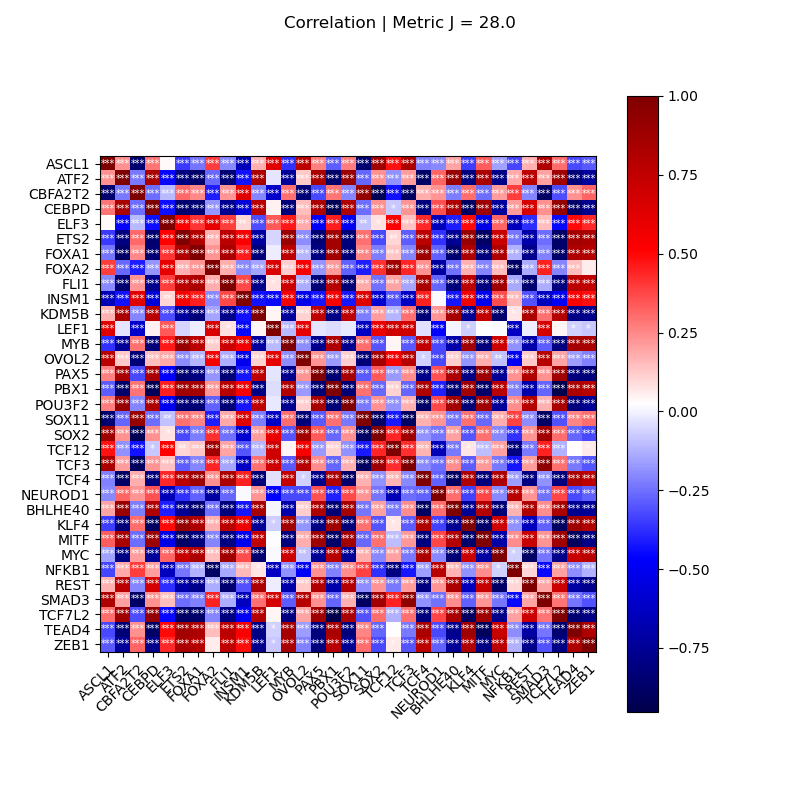 Correlation | Metric J = 28.0
ASCL1
ATF2
CBFA2T2
CEBPD
ELF3
ETS2
FOXA1
FOXA2
FLI1
INSM1
KDM5B
LEF1
MYB
OVOL2
PAX5
PBX1
POU3F2
SOX11
SOX2
TCF12
TCF3
TCF4
NEUROD1
BHLHE40
KLF4
MITF
MYC
NFKB1
REST
SMAD3
TCF7L2
TEAD4
ZEB1
ASCL1
ATF2
CBFA2T2
CEBPD
ELF3
ETS2
FOXA1
FOXA2
FLI1
INSM1
KDM5B
LEF1
MYB
OVOL2
PAX5
PBX1
POU3F2
SOX11
SOX2
TCF12
TCF3
TCF4
NEUROD1
BHLHE40
KLF4
MITF
MYC
NFKB1
REST
SMAD3
TCF7L2
TEAD4
ZEB1
1.00
0.75
0.50
0.25
0.00
−0.25
−0.50
−0.75